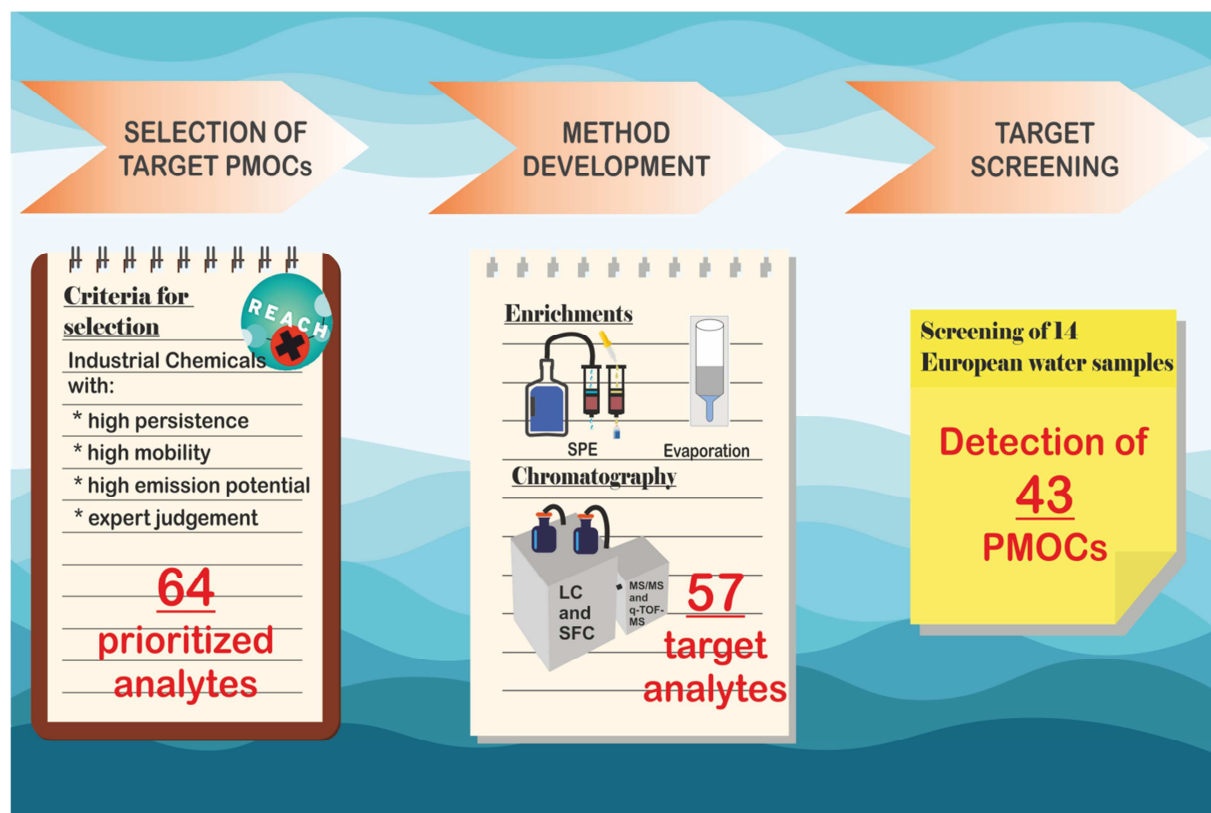 SELECTION OF
TARGET PMOCs
METHOD
DEVELOPMENT
TARGET
SCREENING
Criteria for
selection
REACH
Industrial Chemicals
with:
* high persistence
* high mobility
* high emission potential
* expert judgement
64
prioritized
analytes
Enrichments
SPE
Evaporation
Chromatography
LC
and
SFC
MS/MS
and
q-TOF-
MS
57
target
analytes
Screening of 14
European water samples
Detection of
43
PMOCs